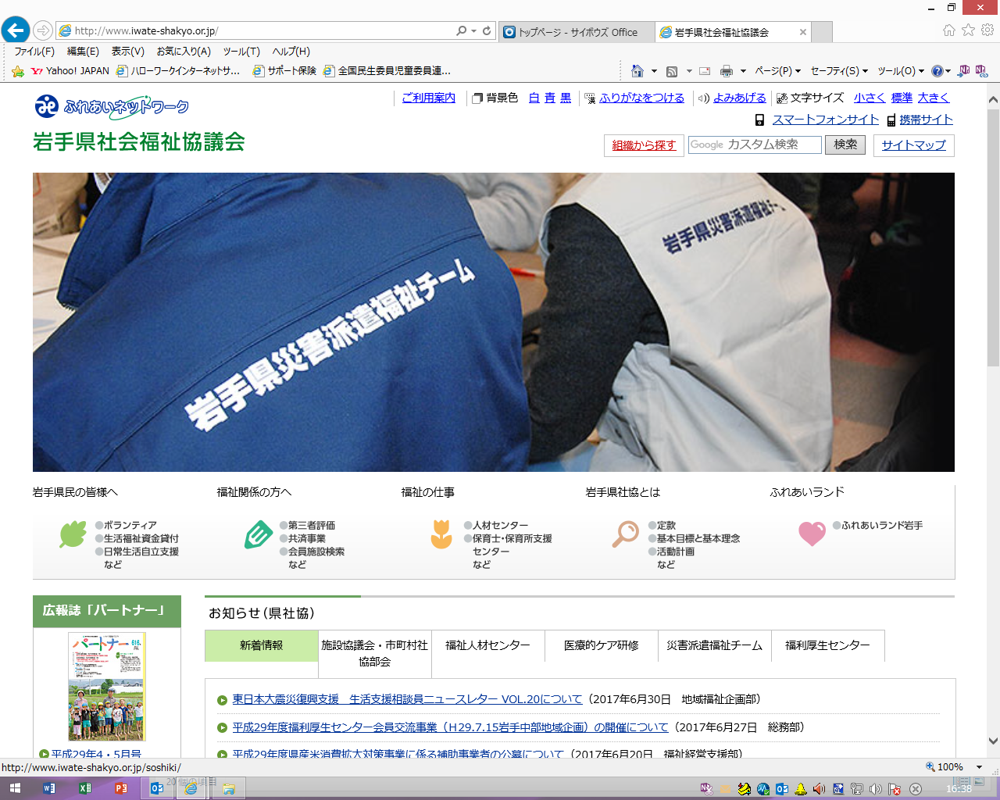 http://www.iwate-shakyo.or.jp/
トップページ - サイボウズ Office
岩手県社会福祉協議会
ファイル(F) 編集(E) 表示(V) お気に入り(A) ツール(T) ヘルプ(H)
Yahoo! JAPAN ハローワークインターネットサ... サポート保険 全国民生委員児童委員連...
ページ(P) セーフティ(S) ツール(O)
ふれあいネットワーク
岩手県社会福祉協議会
ご利用案内 背景色 白 青 黒 ふりがなをつける よみあげる 文字サイズ 小さく 標準 大きく
スマートフォンサイト 携帯サイト
組織から探す Google カスタム検索 検索 サイトマップ
岩手県災害派遣福祉チーム
岩手県災害派遣福祉チーム
岩手県民の皆様へ 福祉関係の方へ 福祉の仕事 岩手県社協とは ふれあいランド
●ボランティア
●生活福祉資金貸付
●日常生活自立支援
など
●第三者評価
●共済事業
●会員施設検索
など
●人材センター
●保育士・保育所支援
センター
など
●定款
●基本目標と基本理念
●活動計画
など
●ふれあいランド岩手
広報誌「パートナー」
パートナー
616
平成29年4・5月号
お知らせ（県社協）
新着情報 施設協議会・市町村社協部会 福祉人材センター 医療的ケア研修 災害派遣福祉チーム 福利厚生センター
東日本大震災復興支援　生活支援相談員ニュースレター VOL.20について（2017年6月30日　地域福祉企画部）
平成29年度福利厚生センター会員交流事業（Ｈ29.7.15岩手中部地域企画）の開催について（2017年6月27日　総務部）
平成29年度県産米消費拡大対策事業に係る補助事業者の公募について（2017年6月20日　福祉経営支援部）
http://www.iwate-shakyo.or.jp/soshiki/
100%
20 個の項目
16:38